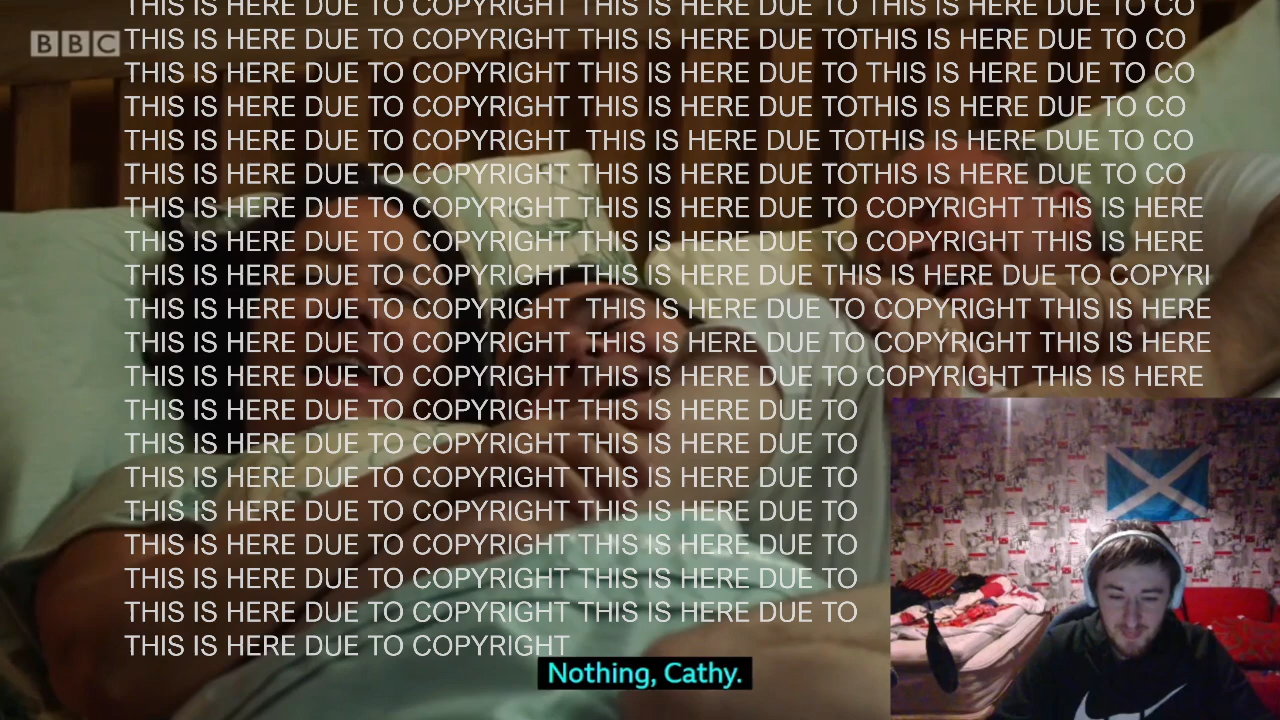 THIS IS HERE DUE TO COPYRIGHT THIS IS HERE DUE TO THIS IS HERE DUE TO CO
BBC
THIS IS HERE DUE TO COPYRIGHT THIS IS HERE DUE TOTHIS IS HERE DUE TO CO
THIS IS HERE DUE TO COPYRIGHT THIS IS HERE DUE TO THIS IS HERE DUE TO CO
THIS IS HERE DUE TO COPYRIGHT THIS IS HERE DUE TOTHIS IS HERE DUE TO CO
THIS IS HERE DUE TO COPYRIGHT  THIS IS HERE DUE TOTHIS IS HERE DUE TO CO
THIS IS HERE DUE TO COPYRIGHT THIS IS HERE DUE TOTHIS IS HERE DUE TO CO
THIS IS HERE DUE TO COPYRIGHT THIS IS HERE DUE TO COPYRIGHT THIS IS HERE
THIS IS HERE DUE TO COPYRIGHT THIS IS HERE DUE TO COPYRIGHT THIS IS HERE
THIS IS HERE DUE TO COPYRIGHT THIS IS HERE DUE THIS IS HERE DUE TO COPYRI
THIS IS HERE DUE TO COPYRIGHT  THIS IS HERE DUE TO COPYRIGHT THIS IS HERE
THIS IS HERE DUE TO COPYRIGHT  THIS IS HERE DUE TO COPYRIGHT THIS IS HERE
THIS IS HERE DUE TO COPYRIGHT THIS IS HERE DUE TO COPYRIGHT THIS IS HERE
THIS IS HERE DUE TO COPYRIGHT THIS IS HERE DUE TO
THIS IS HERE DUE TO COPYRIGHT THIS IS HERE DUE TO
THIS IS HERE DUE TO COPYRIGHT THIS IS HERE DUE TO
THIS IS HERE DUE TO COPYRIGHT THIS IS HERE DUE TO
THIS IS HERE DUE TO COPYRIGHT THIS IS HERE DUE TO
THIS IS HERE DUE TO COPYRIGHT THIS IS HERE DUE TO
THIS IS HERE DUE TO COPYRIGHT THIS IS HERE DUE TO
THIS IS HERE DUE TO COPYRIGHT
Nothing, Cathy.